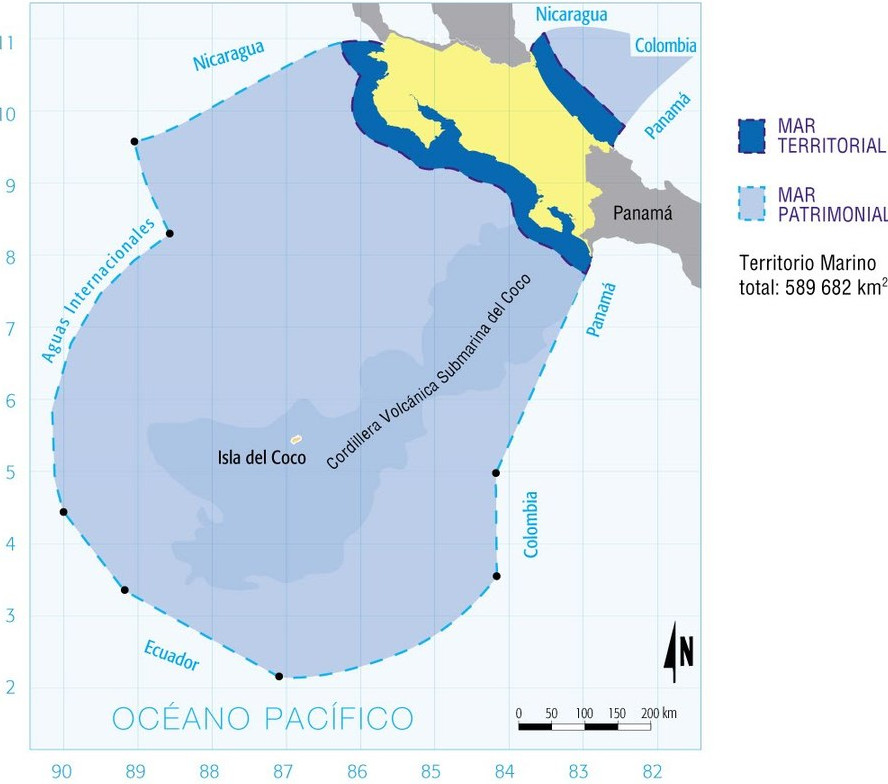 Nicaragua
Colombia
Panamá
Nicaragua
11
10
9
8
7
6
5
4
3
2
MAR
TERRITORIAL
MAR
PATRIMONIAL
Territorio Marino
total: 589 682 km²
Panamá
Aguas Internacionales
Panamá
Cordillera Volcánica Submarina del Coco
Isla del Coco
Colombia
Ecuador
N
OCÉANO PACÍFICO
0 50 100 150 200 km
90 89 88 87 86 85 84 83 82